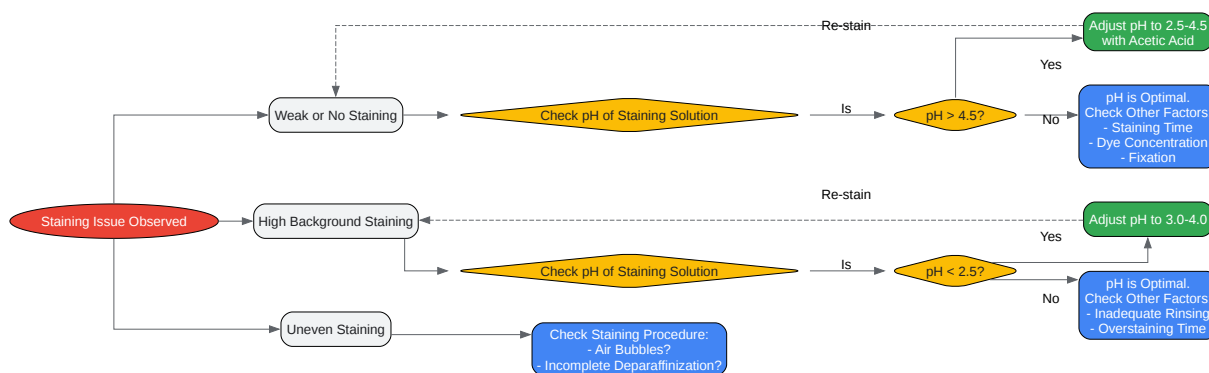 Re-stain
Adjust pH to 2.5-4.5
with Acetic Acid
Yes
Weak or No Staining
Check pH of Staining Solution
Is
pH > 4.5?
No
pH is Optimal.
Check Other Factors
- Staining Time
- Dye Concentration
- Fixation
Staining Issue Observed
Re-stain
High Background Staining
Adjust pH to 3.0-4.0
Yes
Check pH of Staining Solution
Is
pH < 2.5?
No
pH is Optimal.
Check Other Factors
- Inadequate Rinsing
- Overstaining Time
Uneven Staining
Check Staining Procedure:
- Air Bubbles?
- Incomplete Deparaffinization?